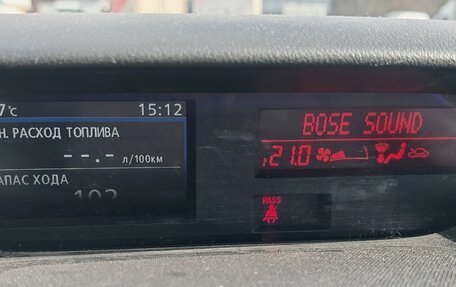 7°C 15:12
Н. РАСХОД ТОПЛИВА
--.- л/100км
АПАС ХОДА
BOSE SOUND
21.0
PASS